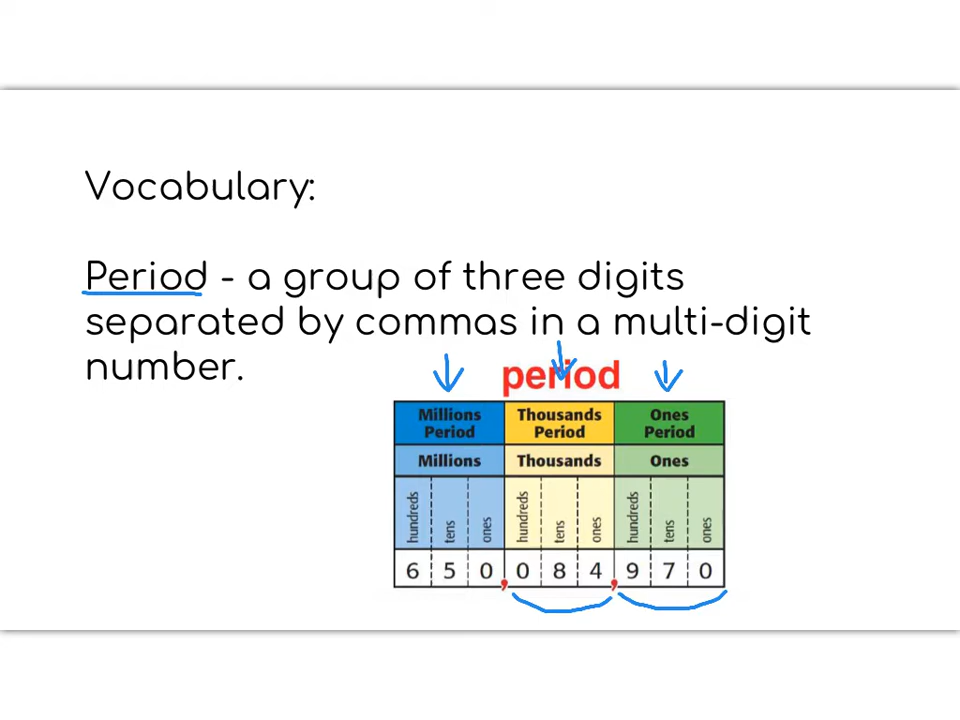 Vocabulary:
Period - a group of three digits
separated by commas in a multi-digit
number.
period
Millions Period Thousands Period Ones Period
Millions Thousands Ones
hundreds tens ones hundreds tens ones hundreds tens ones
6 5 0 , 0 8 4 , 9 7 0